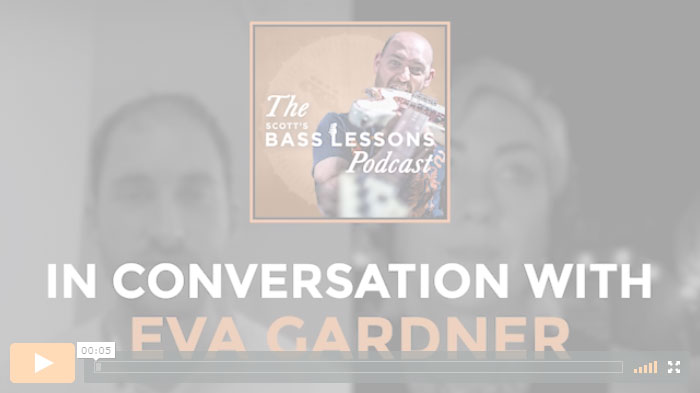 The
SCOTT'S
BASS LESSONS
Podcast
IN CONVERSATION WITH
EVA GARDNER
00:05